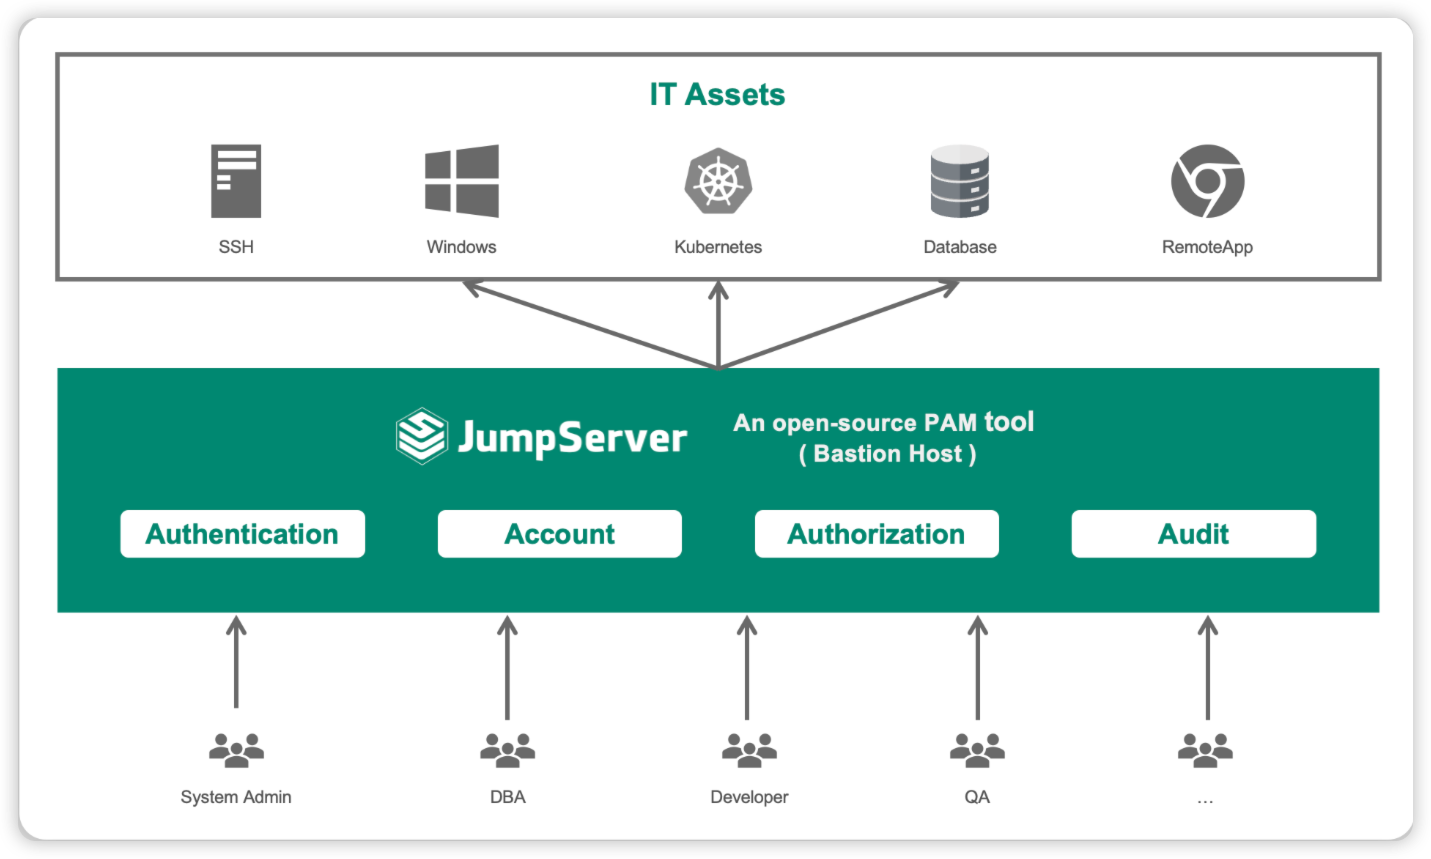 IT Assets
SSH
Windows
Kubernetes
Database
RemoteApp
JumpServer
An open-source PAM tool
( Bastion Host )
Authentication
Account
Authorization
Audit
System Admin
DBA
Developer
QA
...